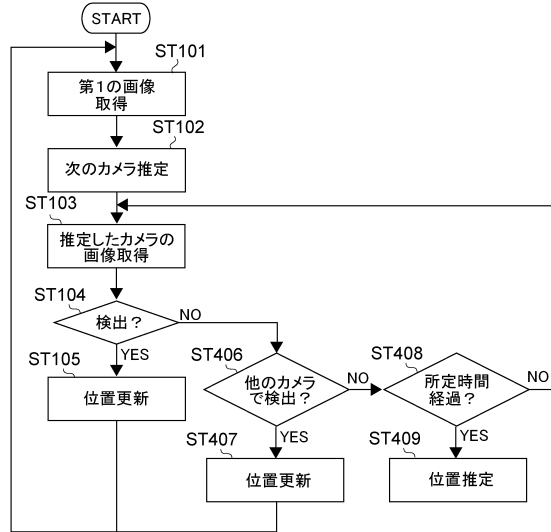 START
ST101
第1の画像
取得
ST102
次のカメラ推定
ST103
推定したカメラの
画像取得
ST104
検出？
NO
YES
ST105
位置更新
ST406
他のカメラ
で検出？
NO
YES
ST407
位置更新
ST408
所定時間
経過？
NO
YES
ST409
位置推定